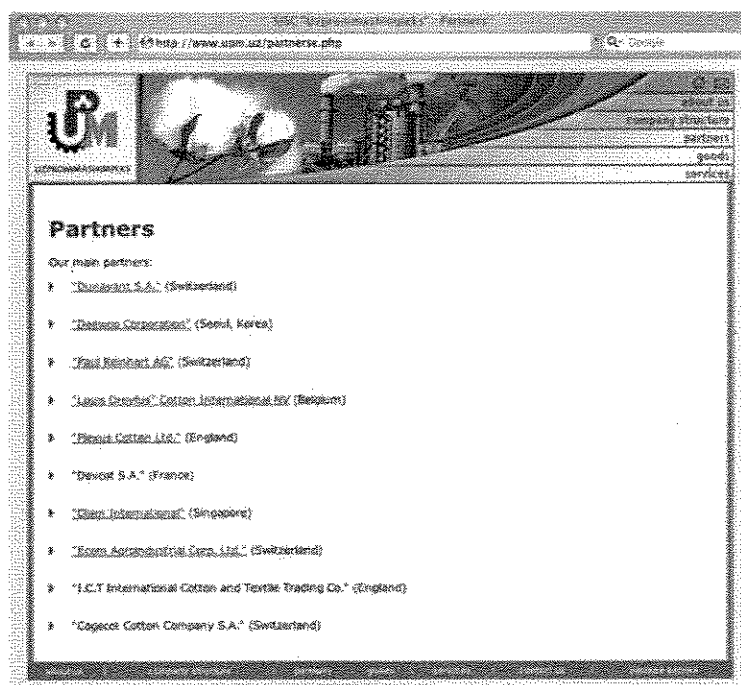 http://www.upm.uz/partnerse.php
Google
UPM
about us
company structure
partners
goods
services
Partners
Our main partners:
"Dunavant S.A." (Switzerland)
"Daewoo Corporation" (Seoul, Korea)
"Paul Reinhart AG" (Switzerland)
"Louis Dreyfus" Cotton International NV (Belgium)
"Plexus Cotton Ltd." (England)
"Devcot S.A." (France)
"Olam International" (Singapore)
"Ecom Agroindustrial Corp. Ltd." (Switzerland)
"I.C.T International Cotton and Textile Trading Co." (England)
"Cogecot Cotton Company S.A." (Switzerland)